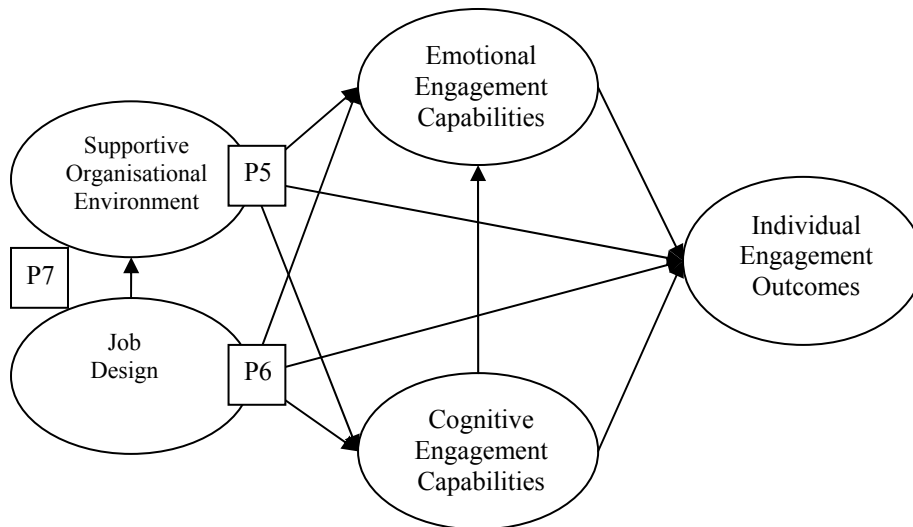 Emotional
Engagement
Capabilities
Supportive
Organisational
Environment
P5
Individual
Engagement
Outcomes
P7
Job
Design
P6
Cognitive
Engagement
Capabilities